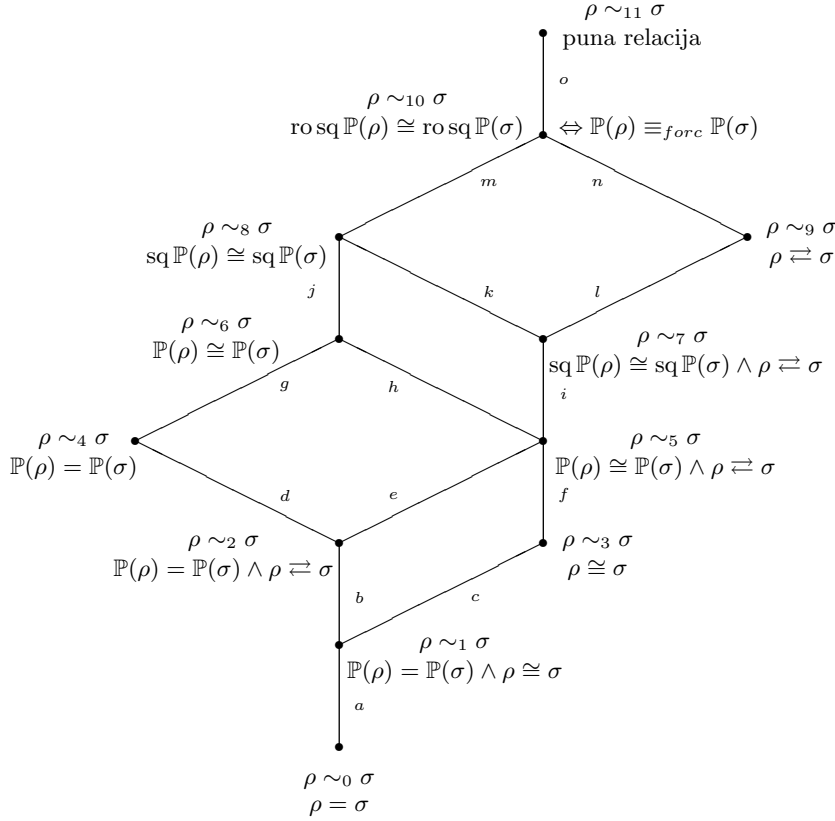 ρ ∼₁₁ σ
puna relacija
o
ρ ∼₁₀ σ
ro sq ℙ(ρ) ≅ ro sq ℙ(σ) ⇔ ℙ(ρ) ≡_{forc} ℙ(σ)
m n
ρ ∼₈ σ ρ ∼₉ σ
sq ℙ(ρ) ≅ sq ℙ(σ) ρ ⇄ σ
j k l
ρ ∼₆ σ ρ ∼₇ σ
ℙ(ρ) ≅ ℙ(σ) sq ℙ(ρ) ≅ sq ℙ(σ) ∧ ρ ⇄ σ
g h i
ρ ∼₄ σ ρ ∼₅ σ
ℙ(ρ) = ℙ(σ) ℙ(ρ) ≅ ℙ(σ) ∧ ρ ⇄ σ
d e f
ρ ∼₂ σ ρ ∼₃ σ
ℙ(ρ) = ℙ(σ) ∧ ρ ⇄ σ ρ ≅ σ
b c
ρ ∼₁ σ
ℙ(ρ) = ℙ(σ) ∧ ρ ≅ σ
a
ρ ∼₀ σ
ρ = σ